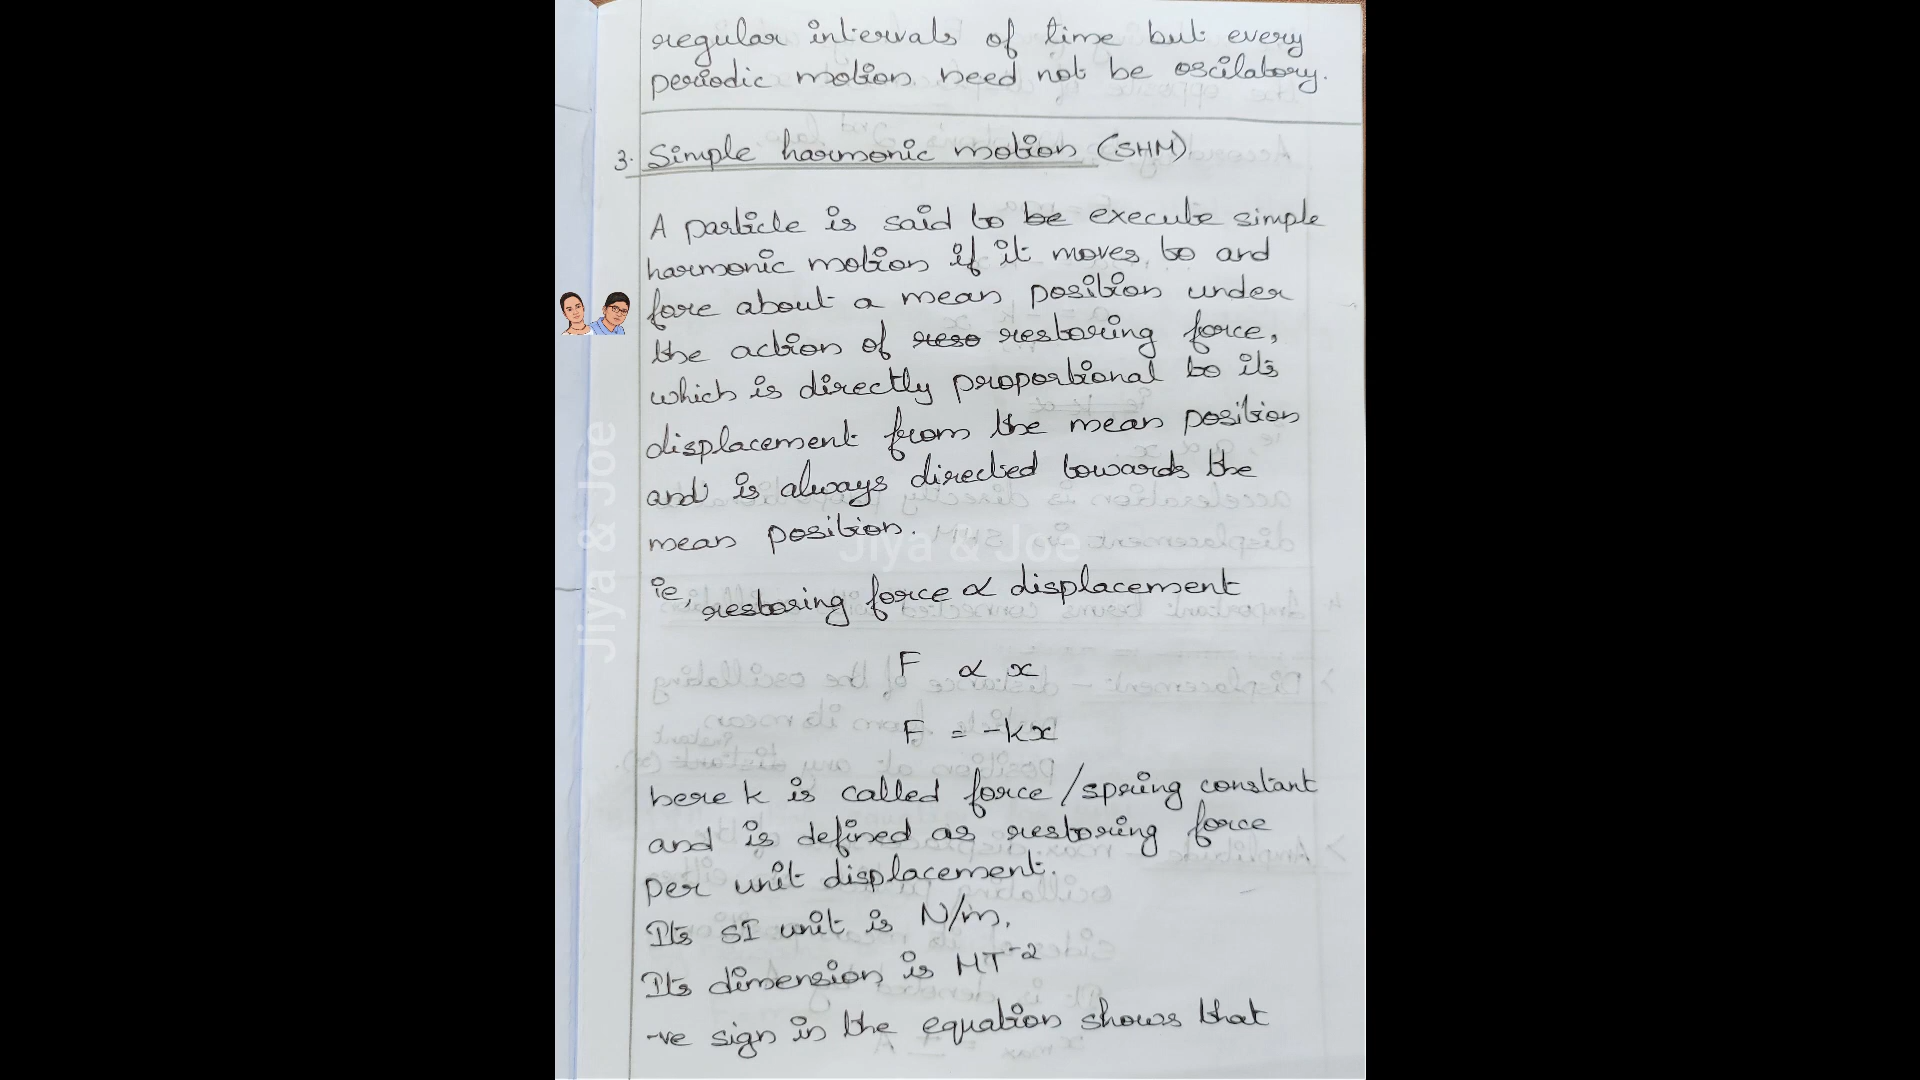 regular intervals of time but every
periodic motion need not be oscilatory.
3. Simple harmonic motion (SHM)
A particle is said to be execute simple
harmonic motion if it moves to and
fore about a mean position under
the action of reso restoring force,
which is directly proportional to its
displacement from the mean position
and is always directed towards the
mean position.
ie, restoring force ∝ displacement
F ∝ x
F = -kx
here k is called force/spring constant
and is defined as restoring force
per unit displacement.
Its SI unit is N/m.
Its dimension is MT⁻²
-ve sign in the equation shows that
Jiya & Joe
Jiya & Joe